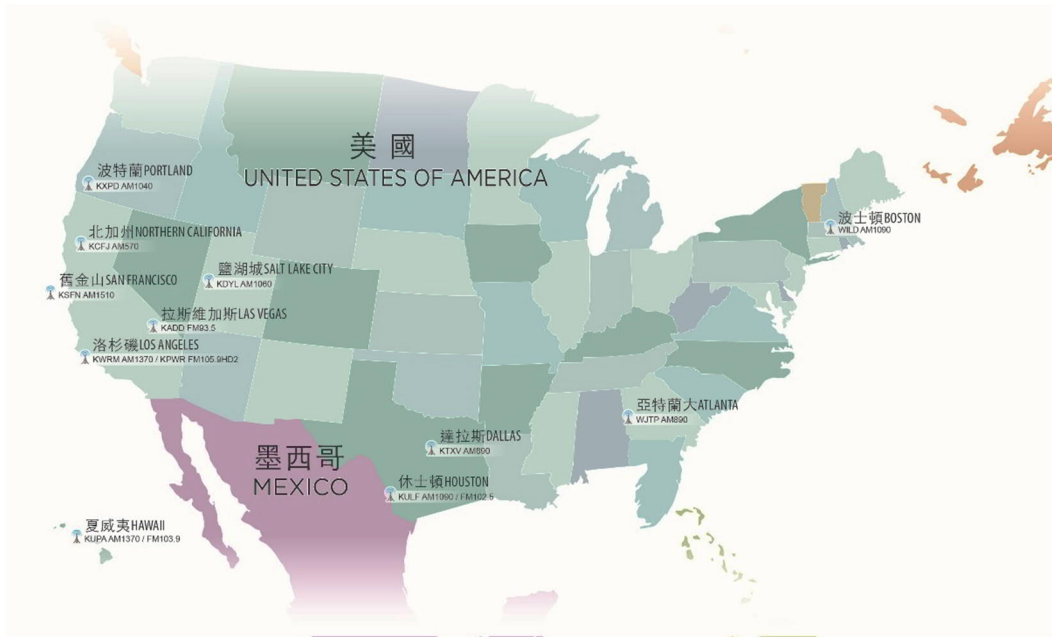 美國
UNITED STATES OF AMERICA
波特蘭PORTLAND
KXPD AM1040
北加州NORTHERN CALIFORNIA
KCFJ AM570
鹽湖城SALT LAKE CITY
KDYL AM1060
舊金山SAN FRANCISCO
KSFN AM1510
拉斯維加斯LAS VEGAS
KADD FM93.5
洛杉磯LOS ANGELES
KWRM AM1370 / KPWR FM105.9HD2
波士頓BOSTON
WILD AM1090
亞特蘭大ATLANTA
WJTP AM890
達拉斯DALLAS
KTXV AM890
休士頓HOUSTON
KULF AM1090 / FM102.5
墨西哥
MEXICO
夏威夷HAWAII
KUPA AM1370 / FM103.9